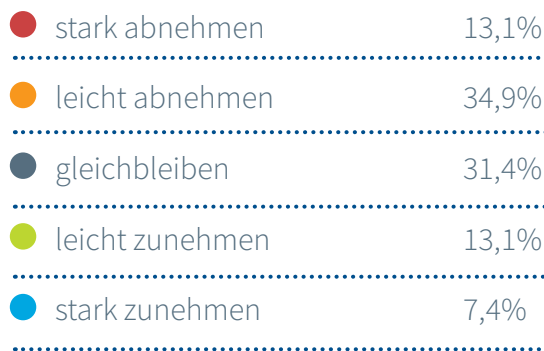 stark abnehmen 13,1%
leicht abnehmen 34,9%
gleichbleiben 31,4%
leicht zunehmen 13,1%
stark zunehmen 7,4%